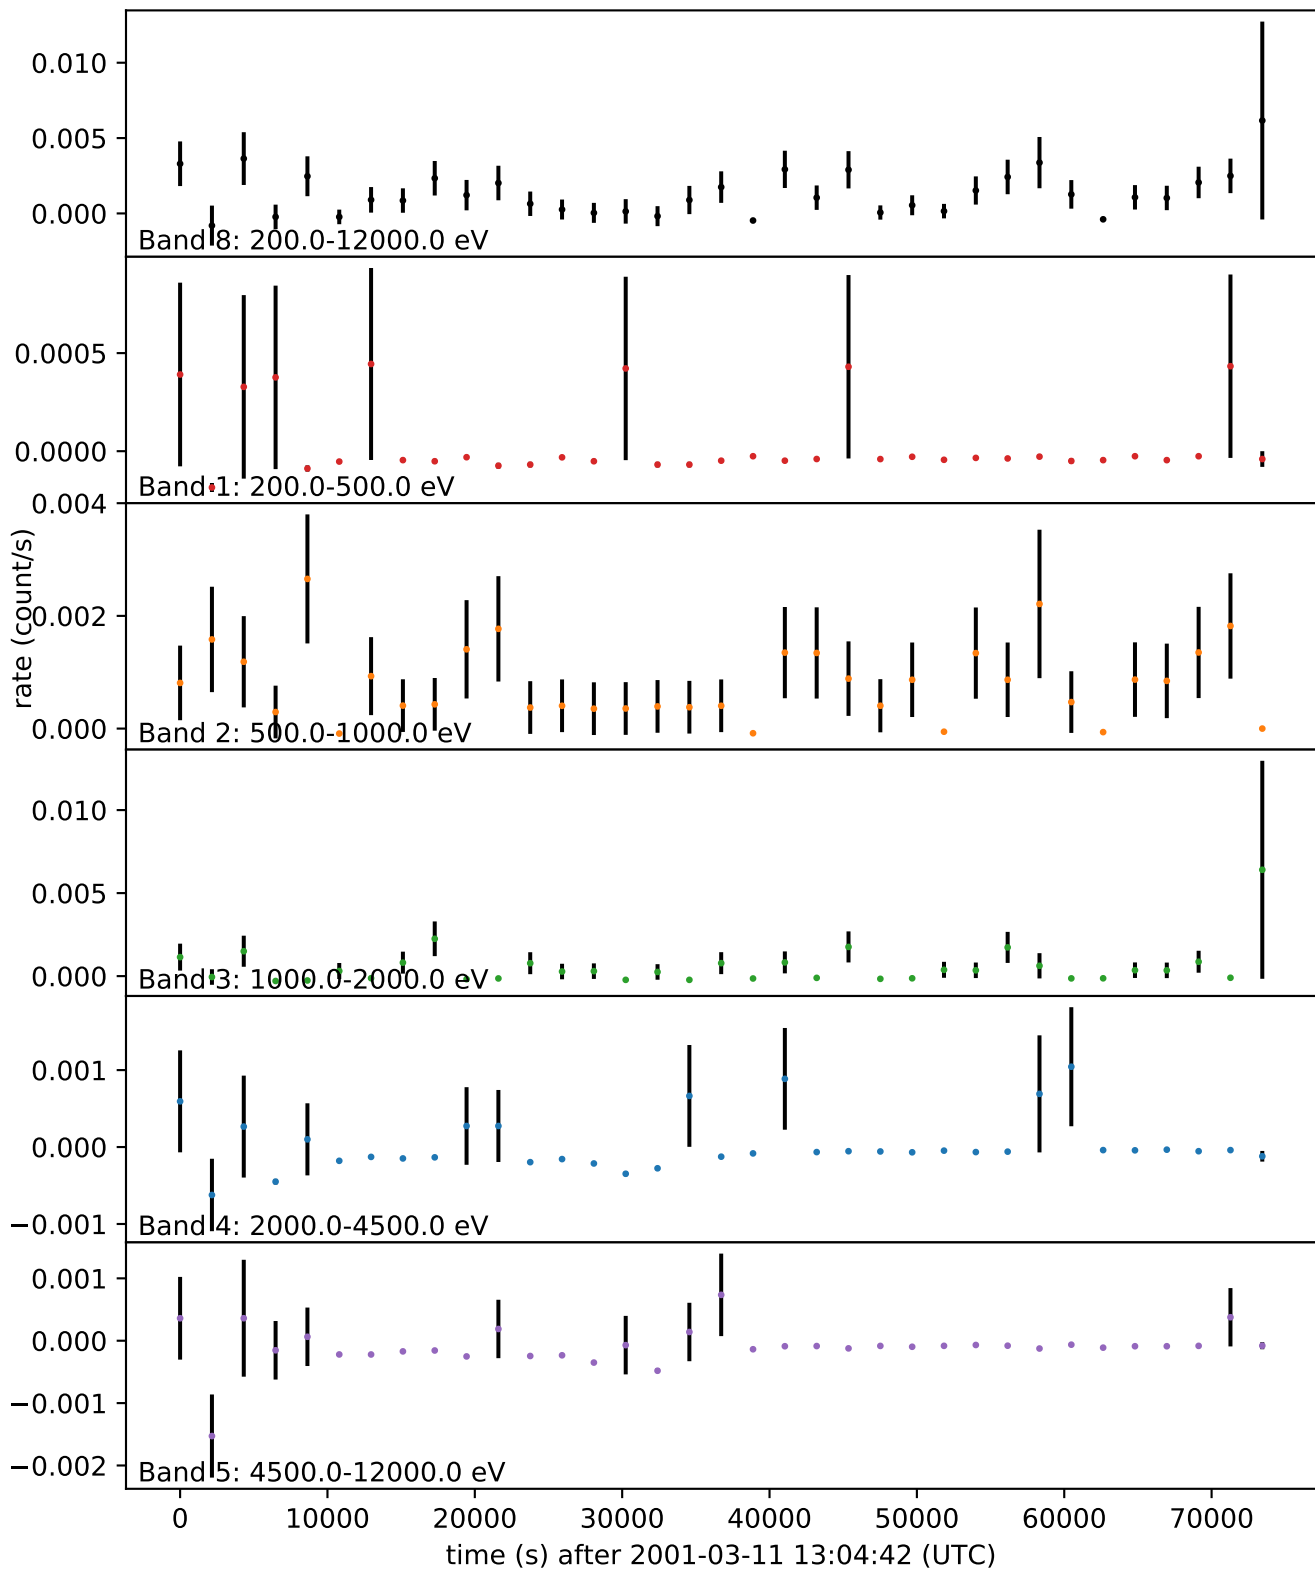 0.010
0.005
0.000
Band 8: 200.0-12000.0 eV
0.0005
0.0000
Band 1: 200.0-500.0 eV
rate (count/s)
0.004
0.002
0.000
Band 2: 500.0-1000.0 eV
0.010
0.005
0.000
Band 3: 1000.0-2000.0 eV
0.001
0.000
−0.001
Band 4: 2000.0-4500.0 eV
0.001
0.000
−0.001
−0.002
Band 5: 4500.0-12000.0 eV
0 10000 20000 30000 40000 50000 60000 70000
time (s) after 2001-03-11 13:04:42 (UTC)